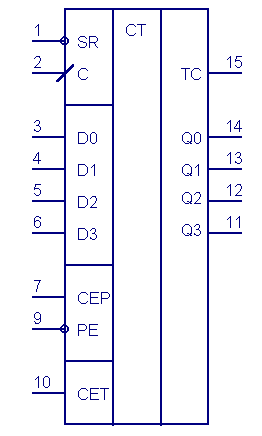 1 SR CT
2 C TC 15
3 D0 Q0 14
4 D1 Q1 13
5 D2 Q2 12
6 D3 Q3 11
7 CEP
9 PE
10 CET